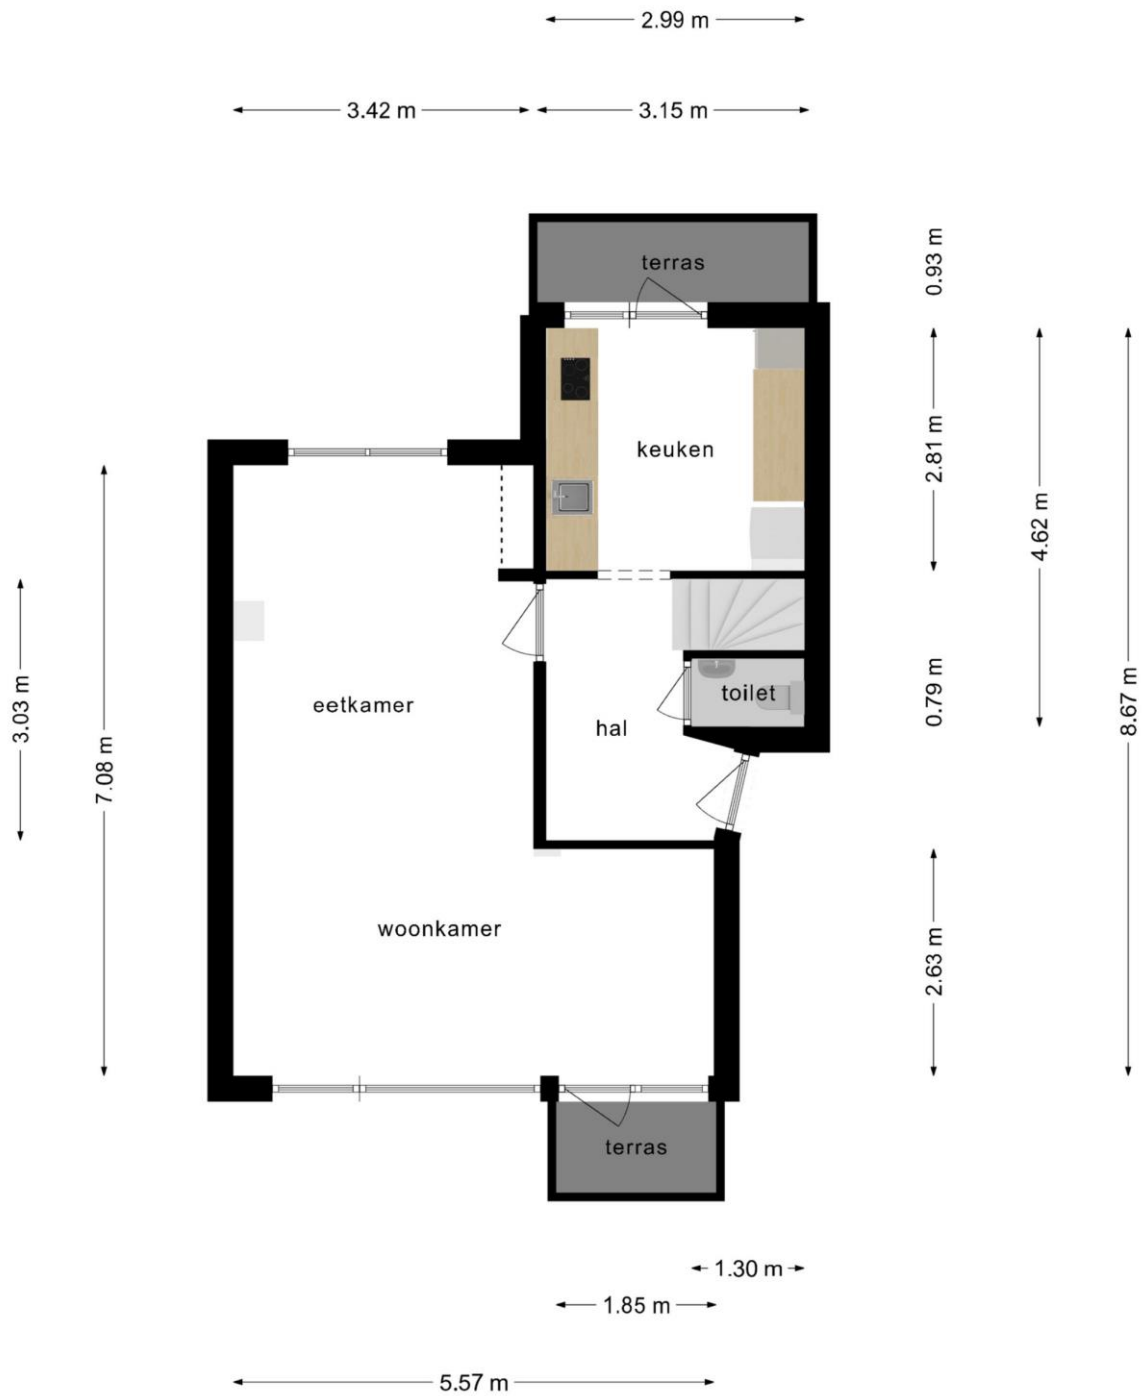 2.99 m
3.42 m
3.15 m
terras
0.93 m
keuken
2.81 m
4.62 m
8.67 m
3.03 m
7.08 m
eetkamer
toilet
0.79 m
hal
woonkamer
2.63 m
terras
1.30 m
1.85 m
5.57 m